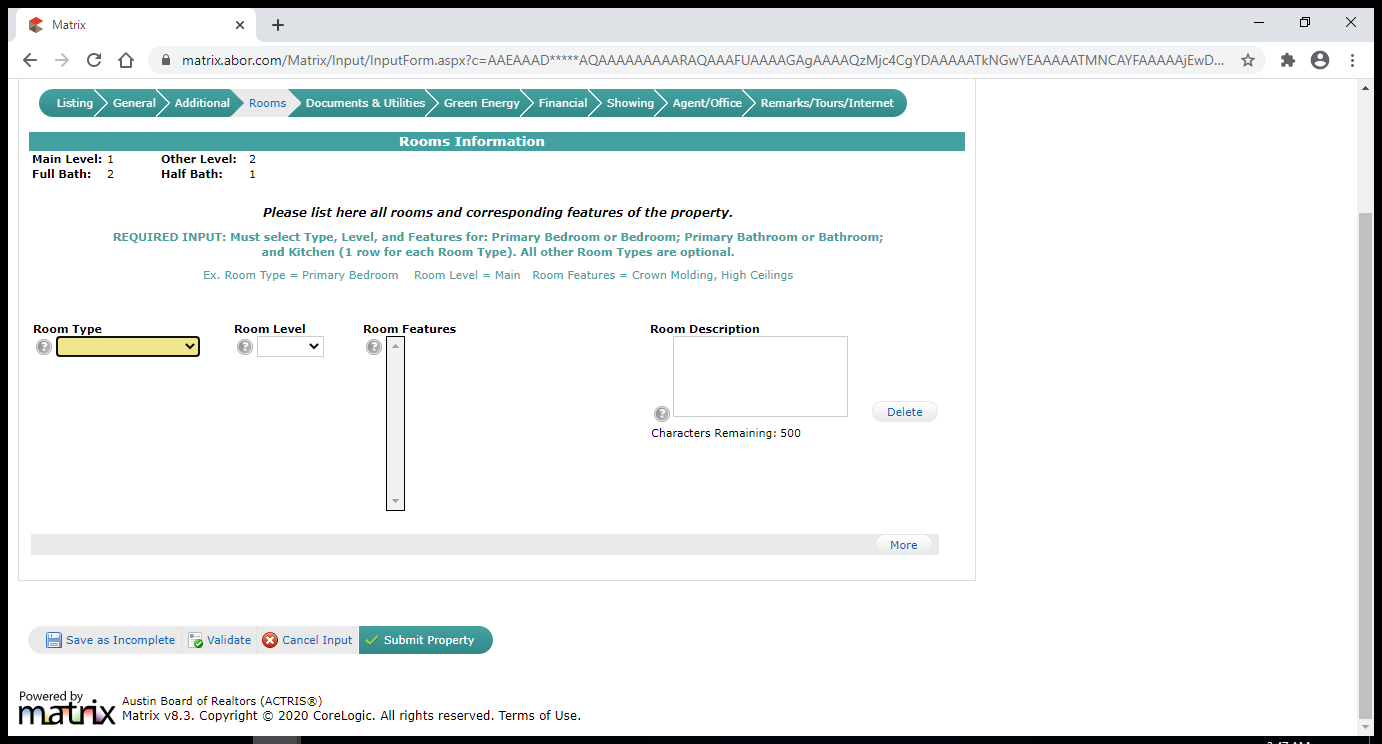 Matrix
matrix.abor.com/Matrix/Input/InputForm.aspx?c=AAEAAAD*****AQAAAAAAAAARAQAAAFUAAAAGAgAAAAQzMjc4CgYDAAAAATkNGwYEAAAAATMNCAYFAAAAAjEwD...
Listing General Additional Rooms Documents & Utilities Green Energy Financial Showing Agent/Office Remarks/Tours/Internet
Rooms Information
Main Level: 1 Other Level: 2
Full Bath: 2 Half Bath: 1
Please list here all rooms and corresponding features of the property.
REQUIRED INPUT: Must select Type, Level, and Features for: Primary Bedroom or Bedroom; Primary Bathroom or Bathroom;
and Kitchen (1 row for each Room Type). All other Room Types are optional.
Ex. Room Type = Primary Bedroom Room Level = Main Room Features = Crown Molding, High Ceilings
Room Type Room Level Room Features Room Description
Delete
Characters Remaining: 500
More
Save as Incomplete Validate Cancel Input Submit Property
Powered by
matrix
Austin Board of Realtors (ACTRIS®)
Matrix v8.3. Copyright © 2020 CoreLogic. All rights reserved. Terms of Use.